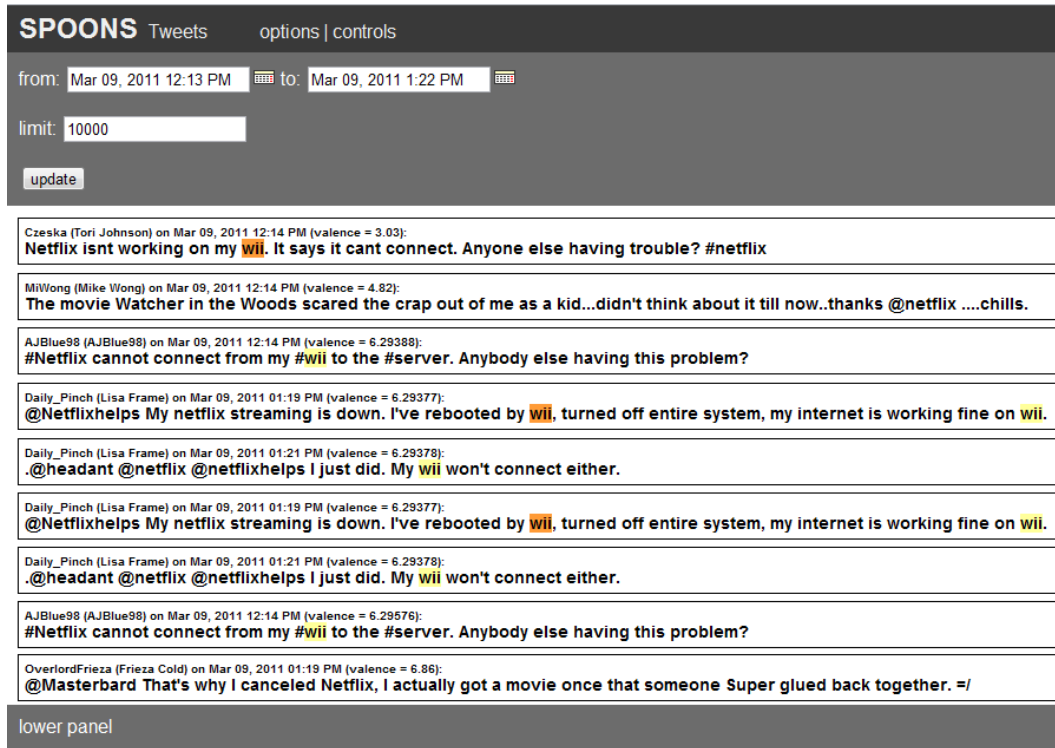 SPOONS Tweets options | controls
from: Mar 09, 2011 12:13 PM to: Mar 09, 2011 1:22 PM
limit: 10000
update
Czeska (Tori Johnson) on Mar 09, 2011 12:14 PM (valence = 3.03):
Netflix isnt working on my wii. It says it cant connect. Anyone else having trouble? #netflix
MiWong (Mike Wong) on Mar 09, 2011 12:14 PM (valence = 4.82):
The movie Watcher in the Woods scared the crap out of me as a kid...didn't think about it till now..thanks @netflix ....chills.
AJBlue98 (AJBlue98) on Mar 09, 2011 12:14 PM (valence = 6.29388):
#Netflix cannot connect from my #wii to the #server. Anybody else having this problem?
Daily_Pinch (Lisa Frame) on Mar 09, 2011 01:19 PM (valence = 6.29377):
@Netflixhelps My netflix streaming is down. I've rebooted by wii, turned off entire system, my internet is working fine on wii.
Daily_Pinch (Lisa Frame) on Mar 09, 2011 01:21 PM (valence = 6.29378):
.@headant @netflix @netflixhelps I just did. My wii won't connect either.
Daily_Pinch (Lisa Frame) on Mar 09, 2011 01:19 PM (valence = 6.29377):
@Netflixhelps My netflix streaming is down. I've rebooted by wii, turned off entire system, my internet is working fine on wii.
Daily_Pinch (Lisa Frame) on Mar 09, 2011 01:21 PM (valence = 6.29378):
.@headant @netflix @netflixhelps I just did. My wii won't connect either.
AJBlue98 (AJBlue98) on Mar 09, 2011 12:14 PM (valence = 6.29576):
#Netflix cannot connect from my #wii to the #server. Anybody else having this problem?
OverlordFrieza (Frieza Cold) on Mar 09, 2011 01:19 PM (valence = 6.86):
@Masterbard That's why I canceled Netflix, I actually got a movie once that someone Super glued back together. =/
lower panel